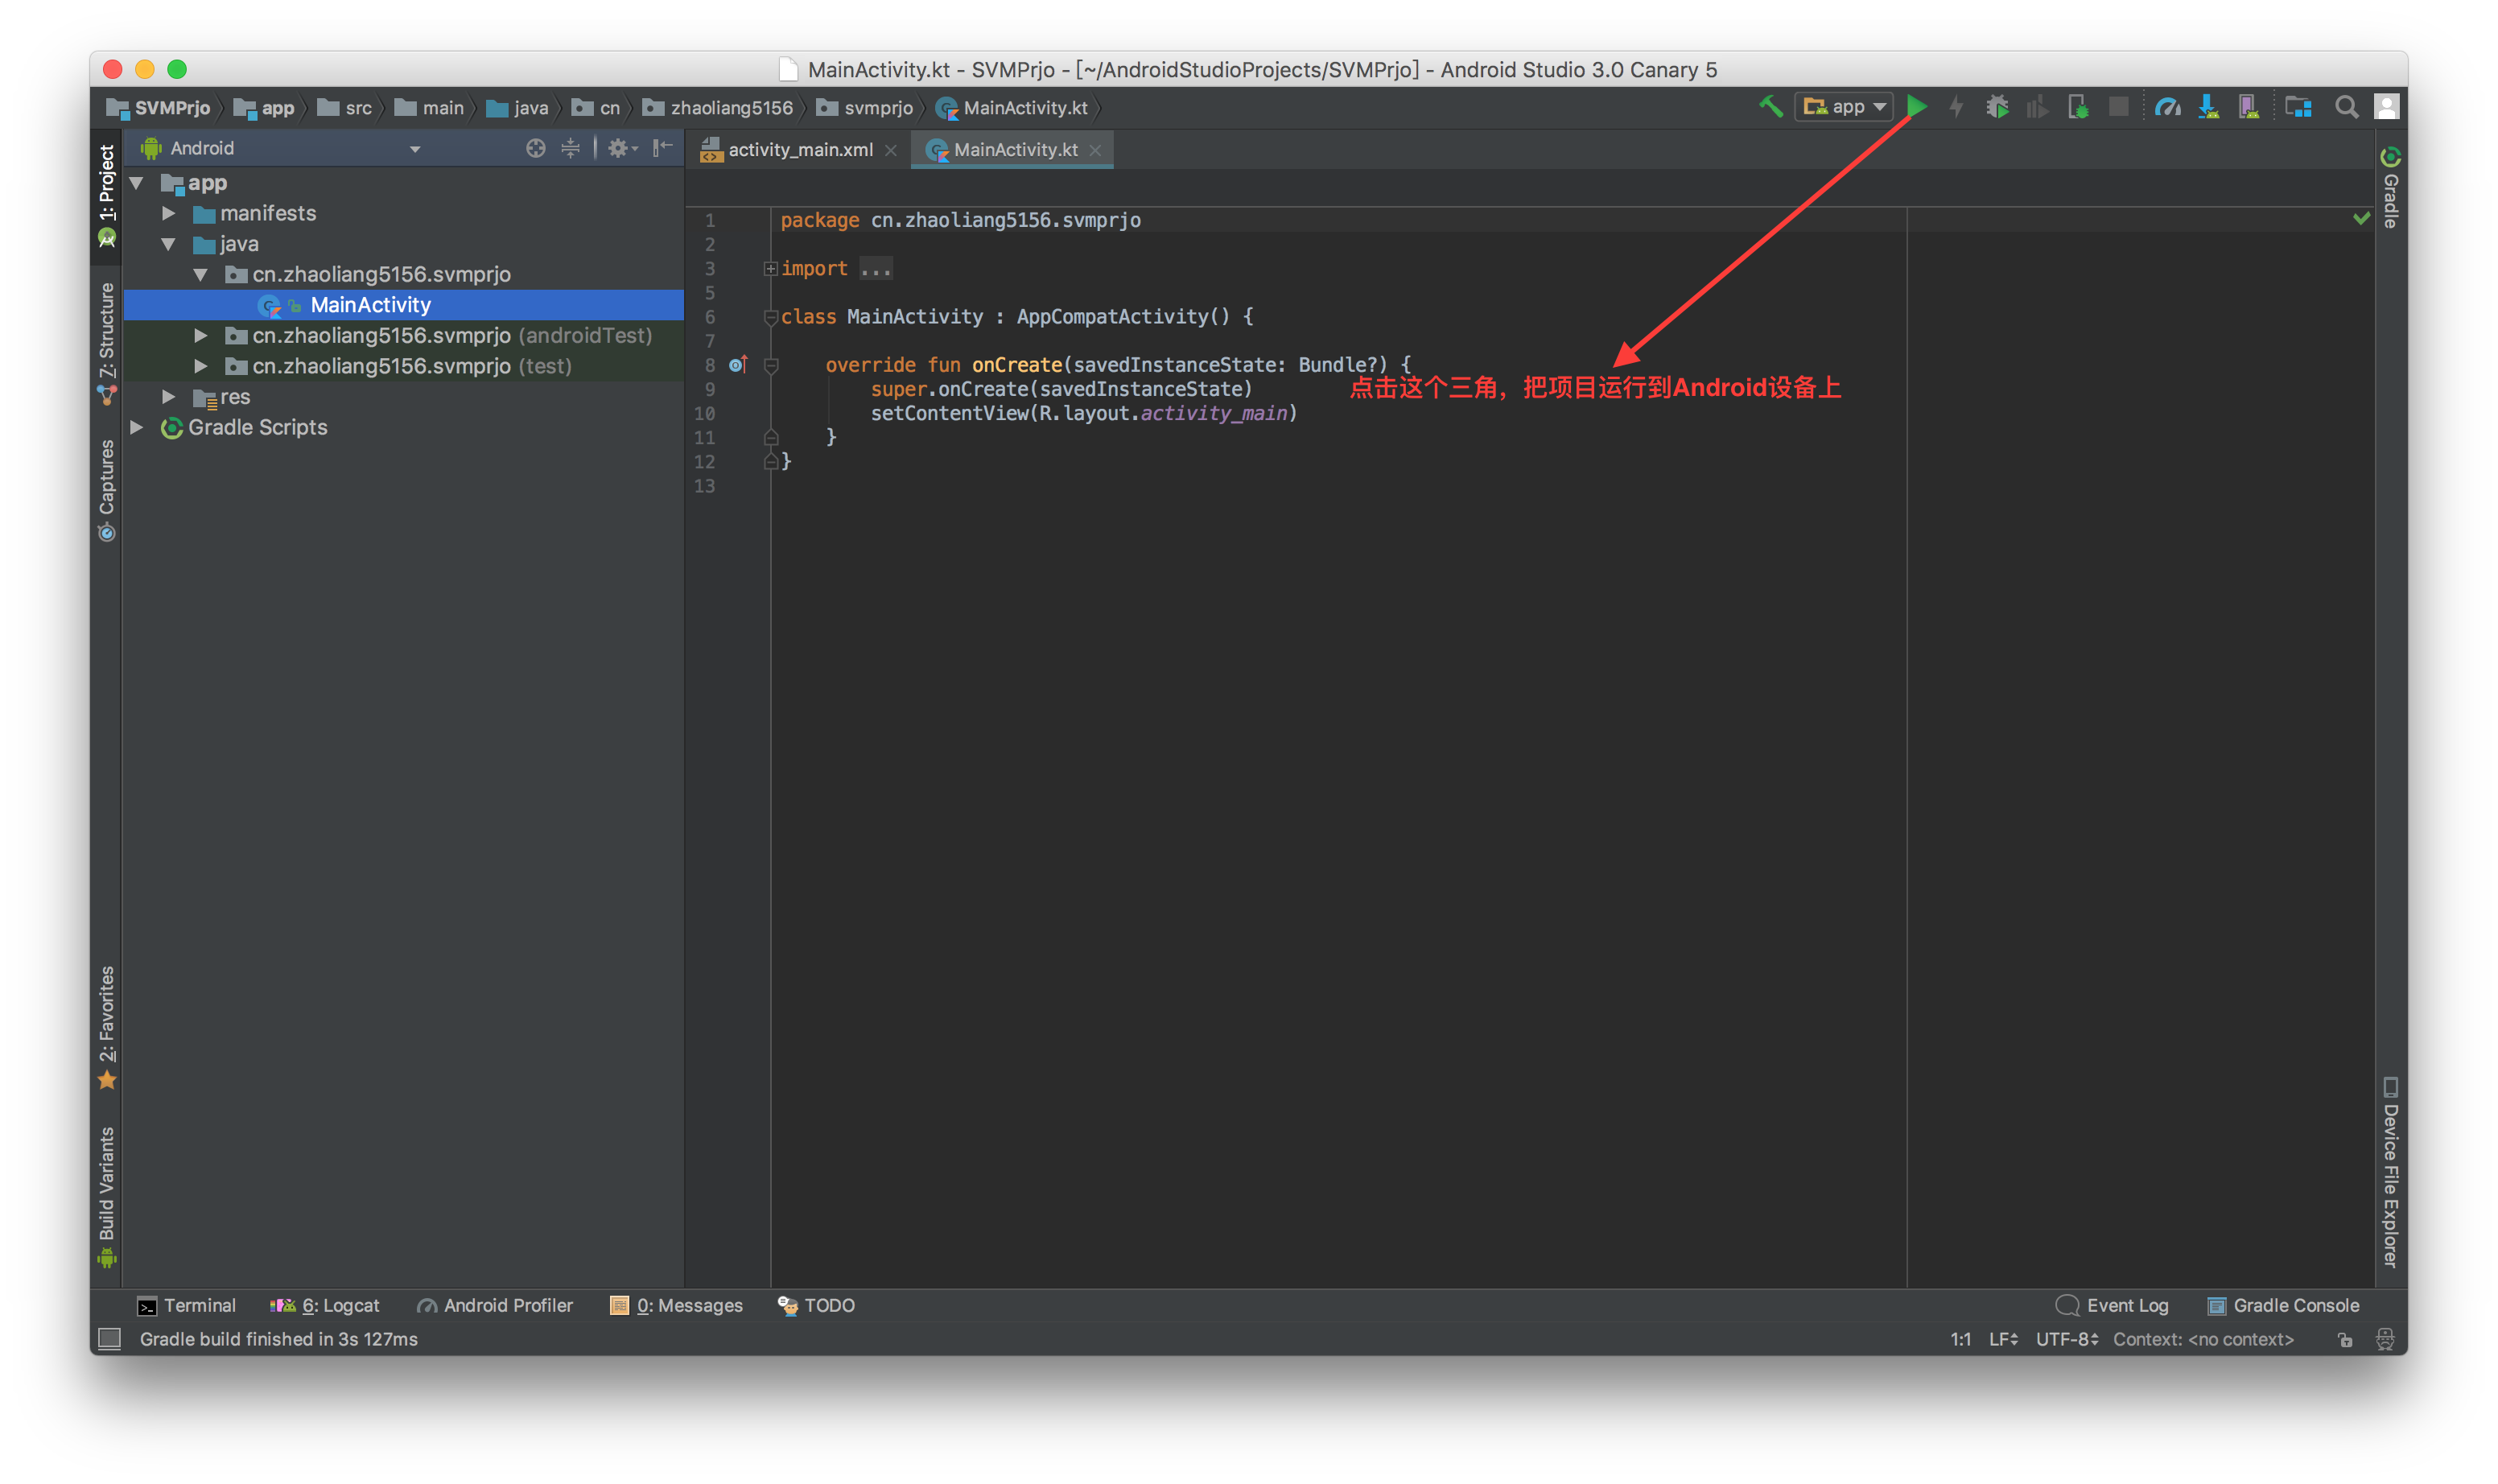 MainActivity.kt - SVMPrjo - [~/AndroidStudioProjects/SVMPrjo] - Android Studio 3.0 Canary 5
SVMPrjo app src main java cn zhaoliang5156 svmprjo MainActivity.kt
app
Android
activity_main.xml MainActivity.kt
1: Project
7: Structure
Captures
2: Favorites
Build Variants
app
manifests
java
cn.zhaoliang5156.svmprjo
MainActivity
cn.zhaoliang5156.svmprjo (androidTest)
cn.zhaoliang5156.svmprjo (test)
res
Gradle Scripts
1 package cn.zhaoliang5156.svmprjo
2
3 import ...
5
6 class MainActivity : AppCompatActivity() {
7
8 override fun onCreate(savedInstanceState: Bundle?) {
9 super.onCreate(savedInstanceState)
10 setContentView(R.layout.activity_main)
11 }
12 }
13
点击这个三角，把项目运行到Android设备上
Gradle
Device File Explorer
Terminal 6: Logcat Android Profiler 0: Messages TODO Event Log Gradle Console
Gradle build finished in 3s 127ms 1:1 LF UTF-8 Context: <no context>